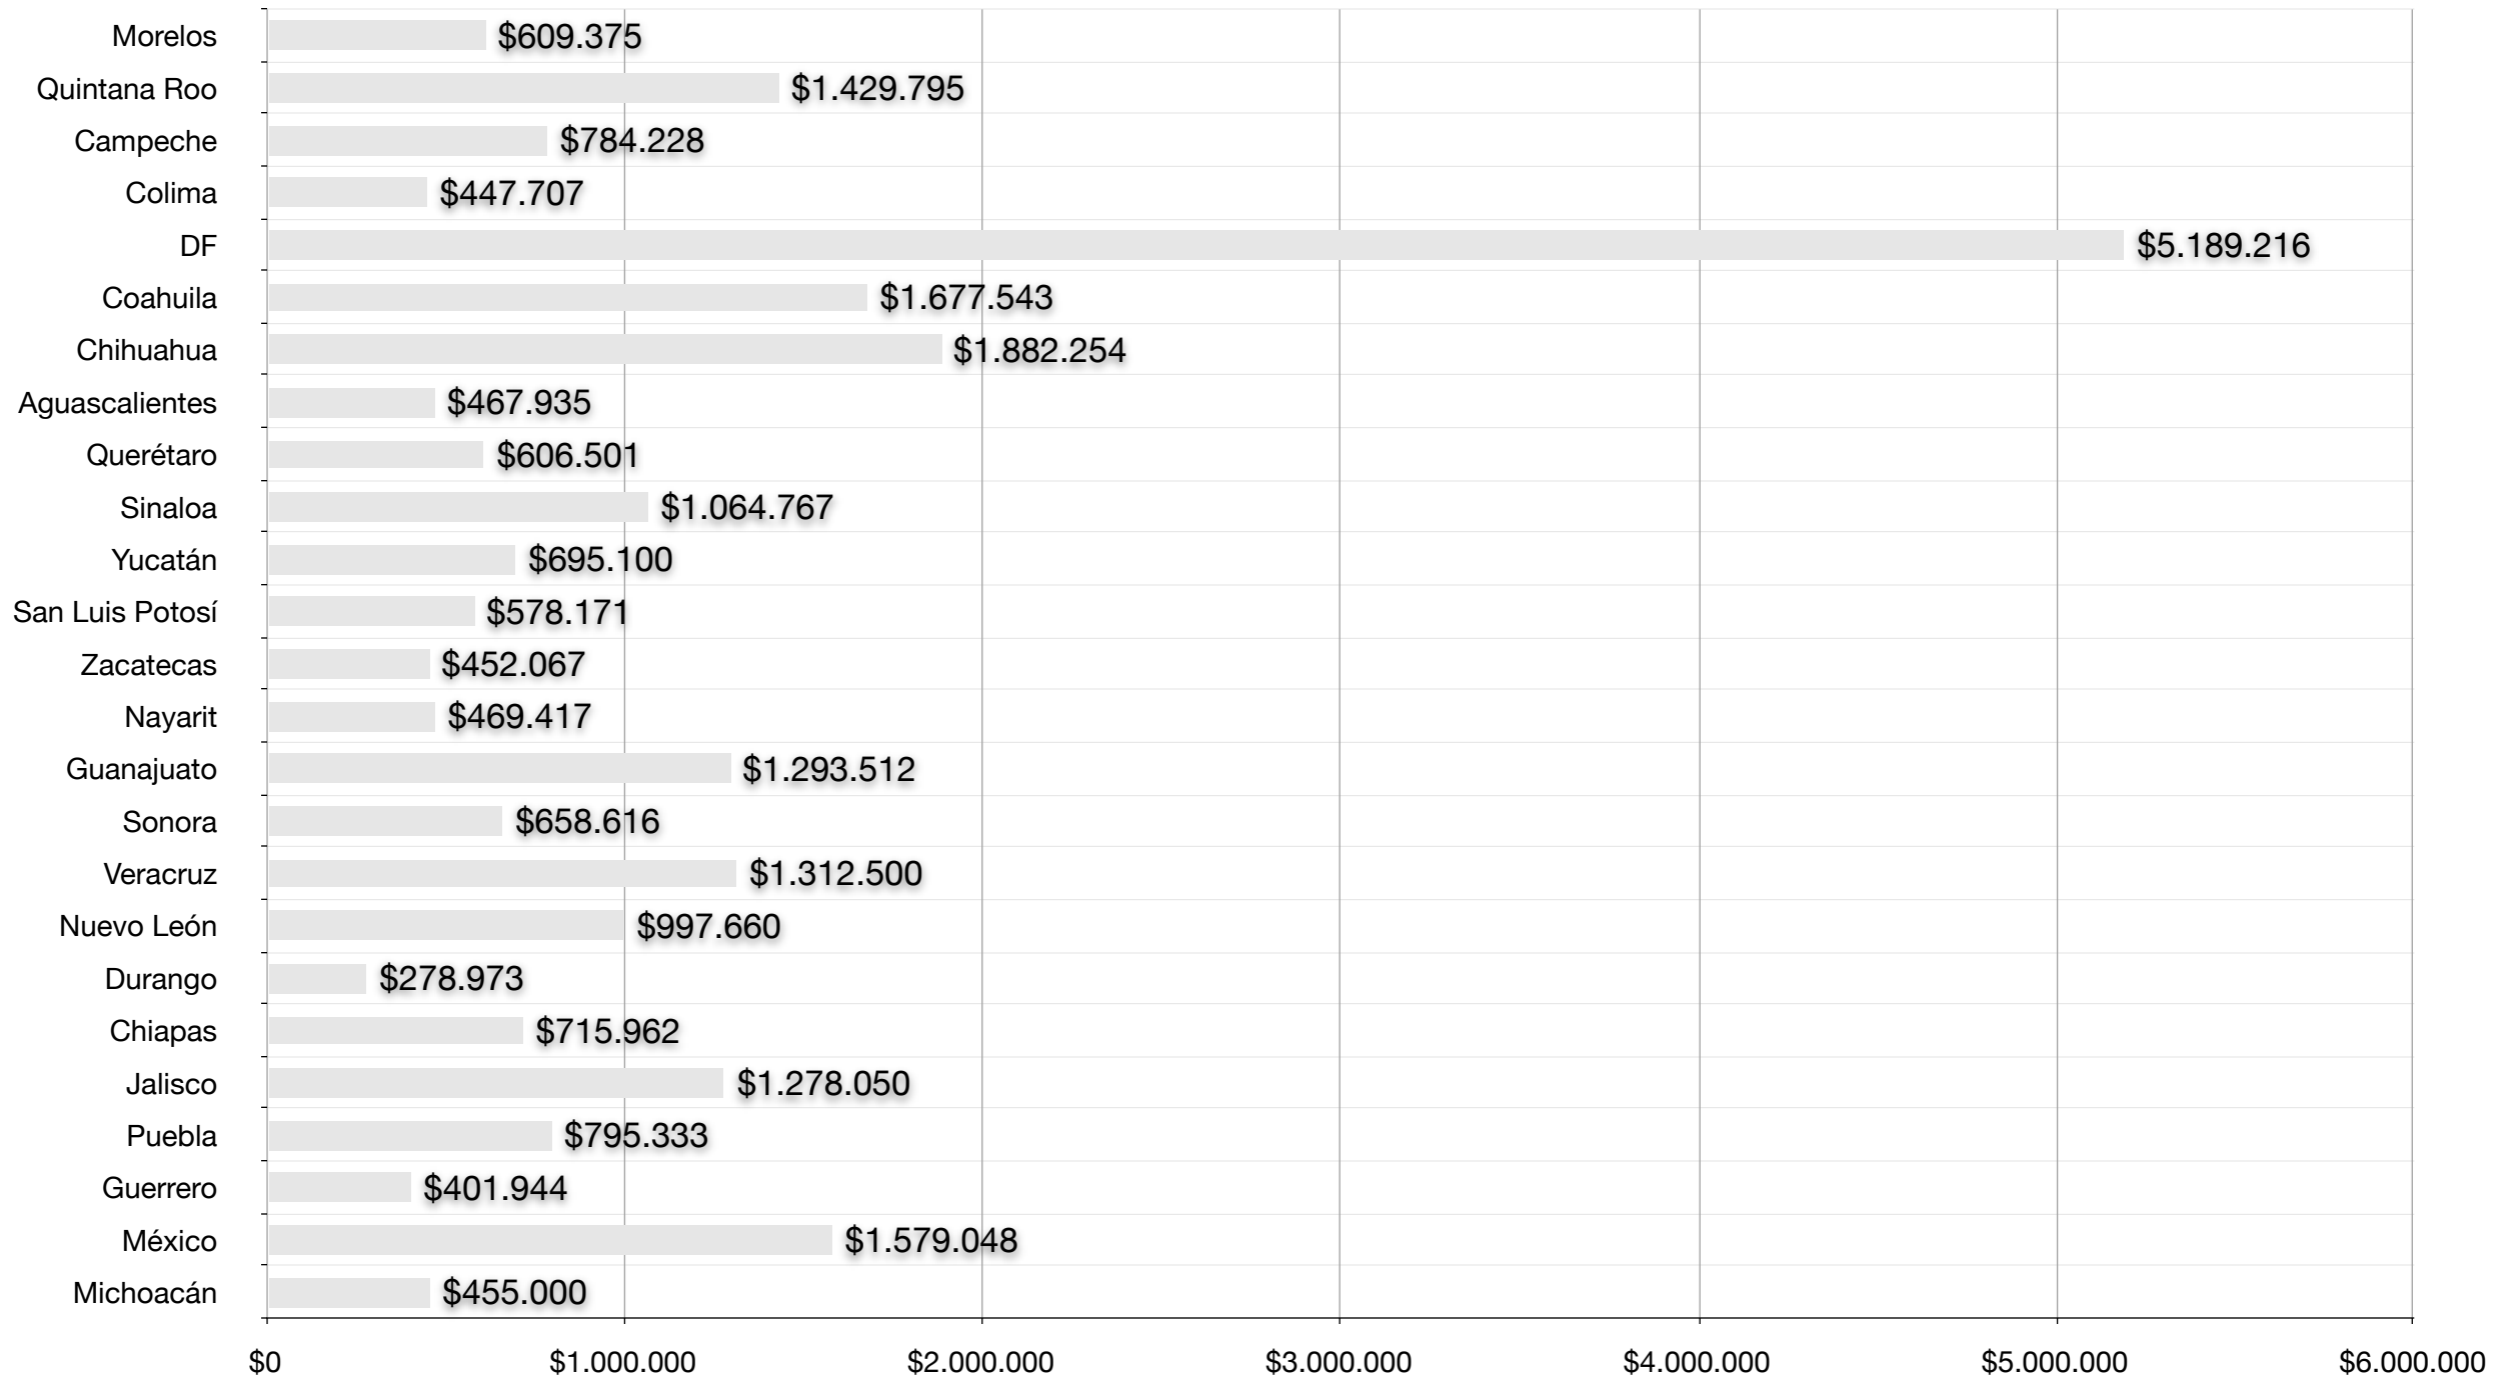 Morelos $609.375
Quintana Roo $1.429.795
Campeche $784.228
Colima $447.707
DF $5.189.216
Coahuila $1.677.543
Chihuahua $1.882.254
Aguascalientes $467.935
Querétaro $606.501
Sinaloa $1.064.767
Yucatán $695.100
San Luis Potosí $578.171
Zacatecas $452.067
Nayarit $469.417
Guanajuato $1.293.512
Sonora $658.616
Veracruz $1.312.500
Nuevo León $997.660
Durango $278.973
Chiapas $715.962
Jalisco $1.278.050
Puebla $795.333
Guerrero $401.944
México $1.579.048
Michoacán $455.000
$0 $1.000.000 $2.000.000 $3.000.000 $4.000.000 $5.000.000 $6.000.000